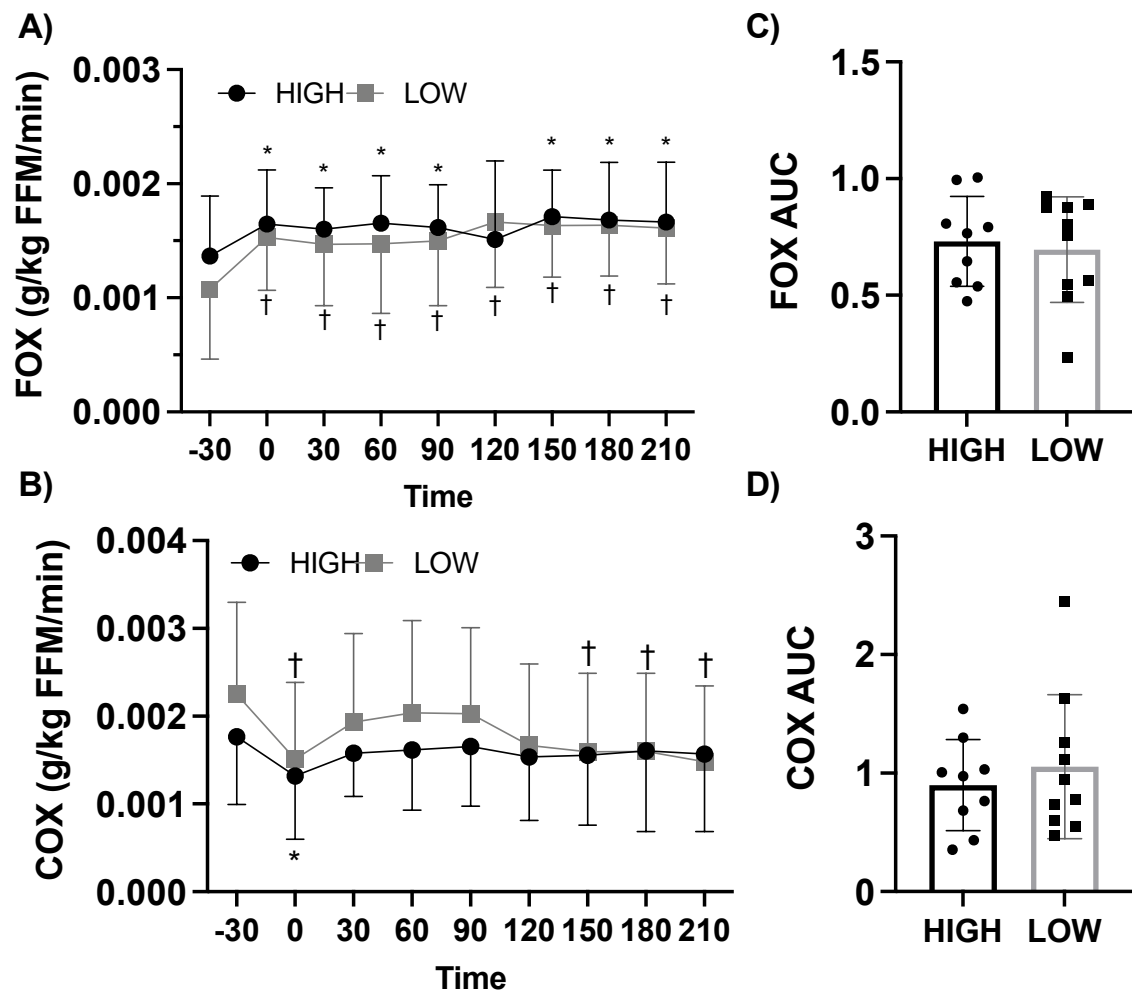 A)
FOX (g/kg FFM/min)
0.003
0.002
0.001
0.000
HIGH LOW
* * * * * * *
† † † † † † † †
-30 0 30 60 90 120 150 180 210
Time
B)
COX (g/kg FFM/min)
0.004
0.003
0.002
0.001
0.000
HIGH LOW
† † † †
*
-30 0 30 60 90 120 150 180 210
Time
C)
FOX AUC
1.5
1.0
0.5
0.0
HIGH LOW
D)
COX AUC
3
2
1
0
HIGH LOW